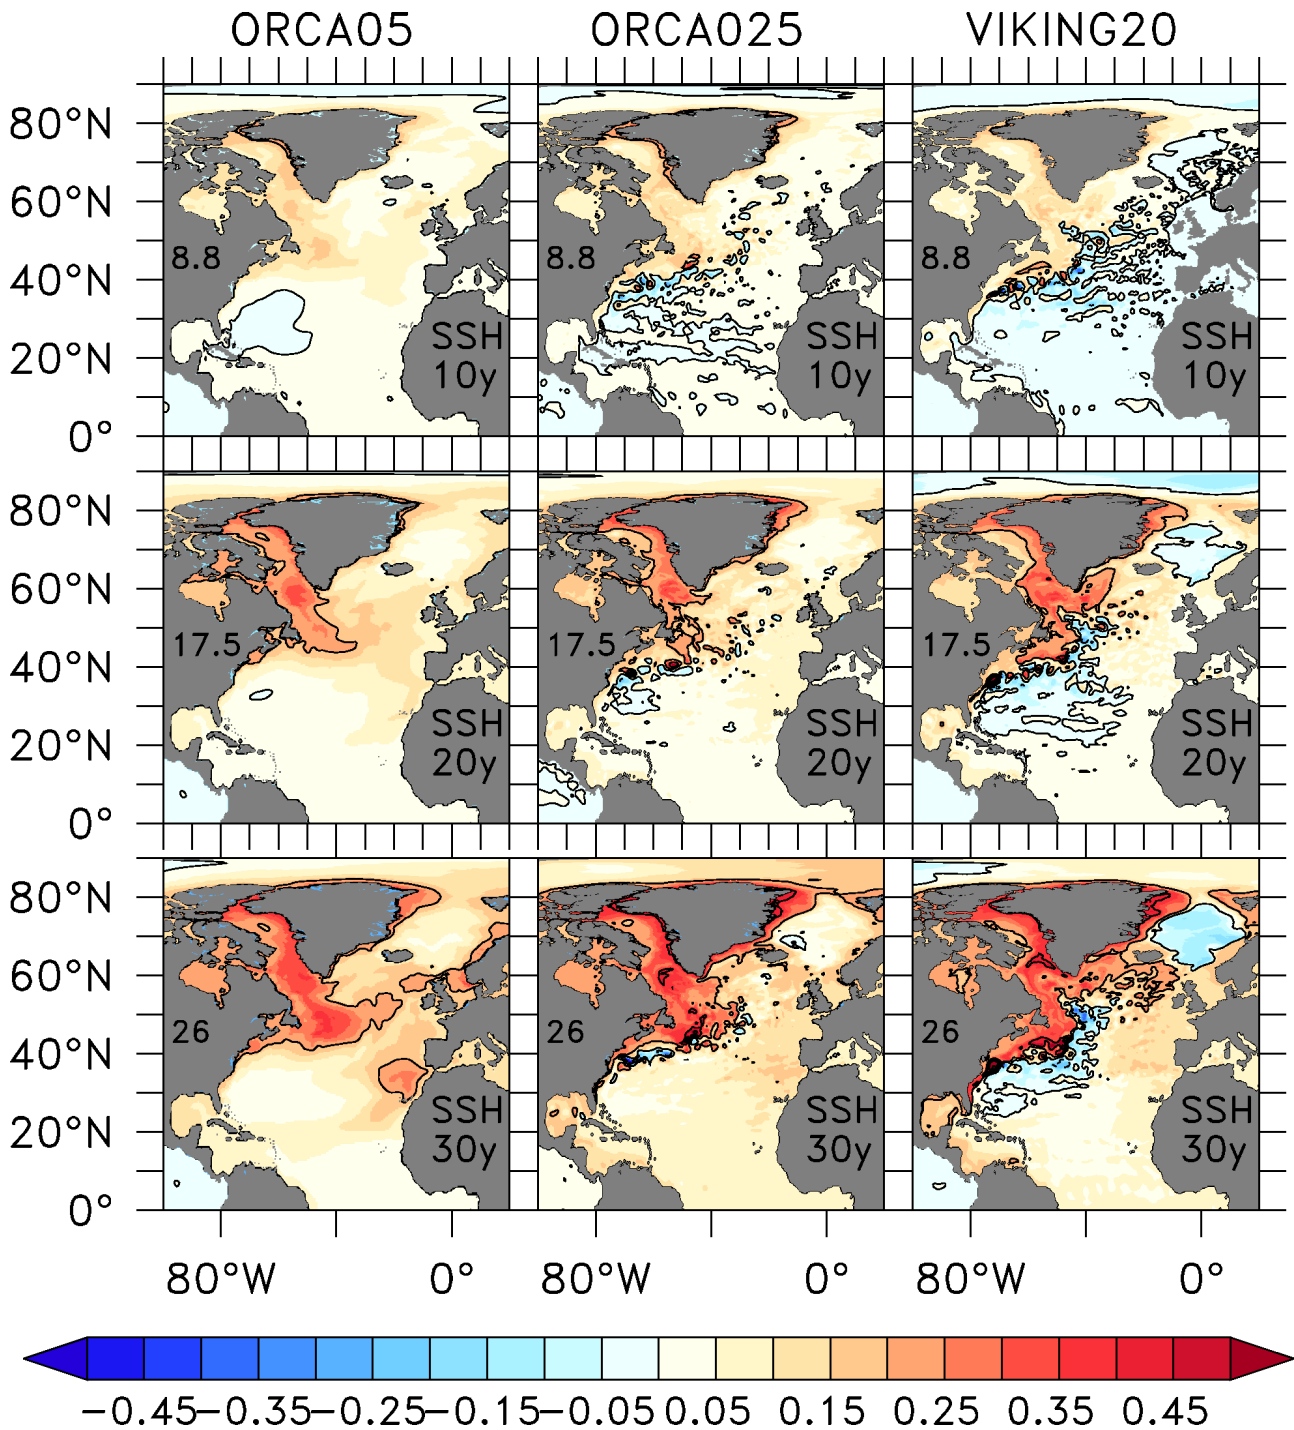 ORCA05 ORCA025 VIKING20
80°N
60°N
8.8 8.8 8.8
40°N
SSH SSH SSH
20°N
10y 10y 10y
0°
80°N
60°N
17.5 17.5 17.5
40°N
SSH SSH SSH
20°N
20y 20y 20y
0°
80°N
60°N
26 26 26
40°N
SSH SSH SSH
20°N
30y 30y 30y
0°
80°W 0° 80°W 0° 80°W 0°
−0.45 −0.35 −0.25 −0.15 −0.05 0.05 0.15 0.25 0.35 0.45